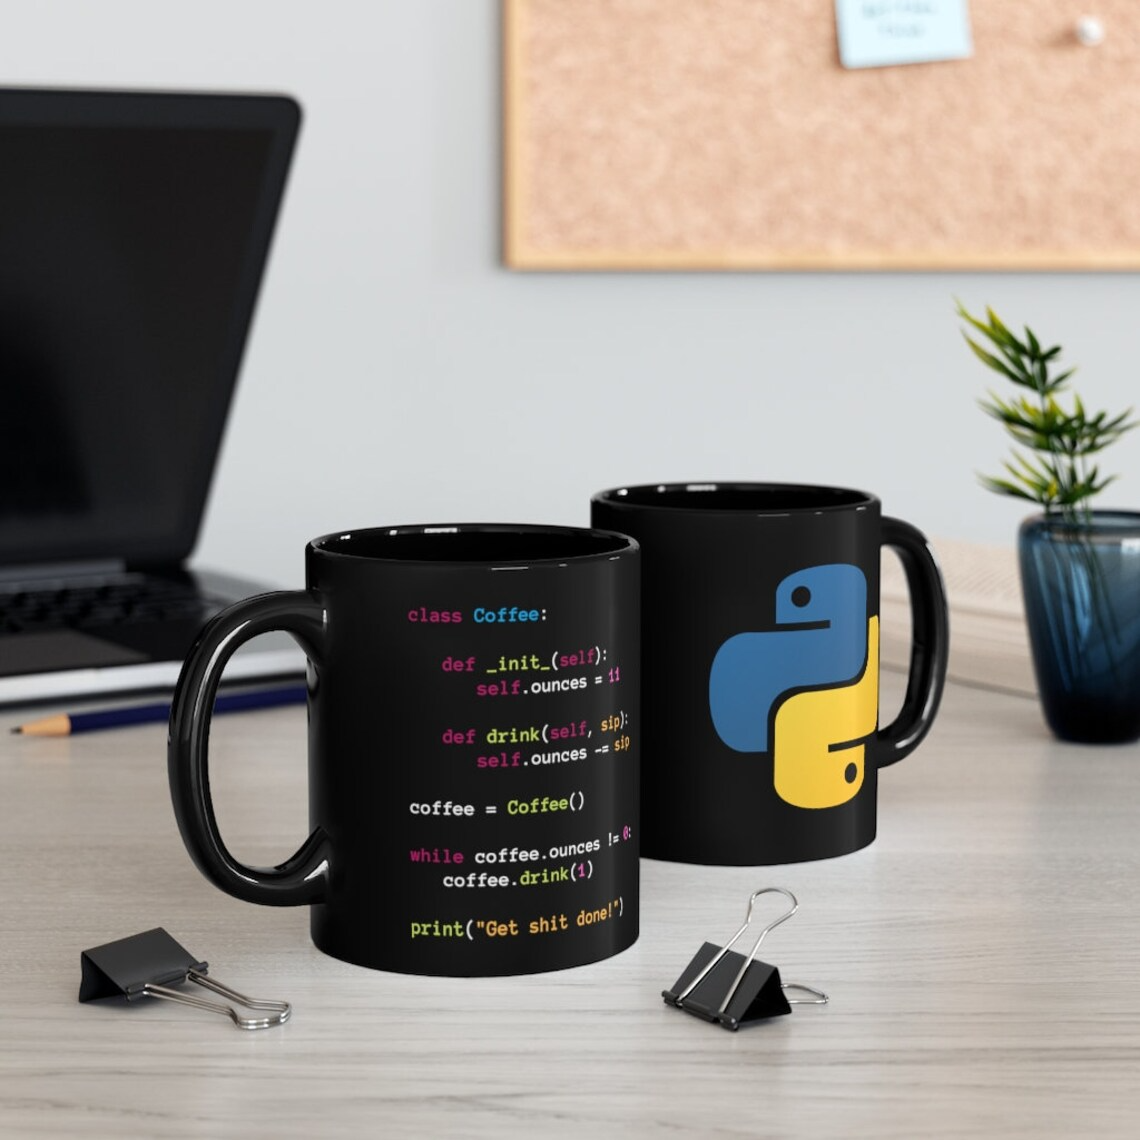 class Coffee:
def _init_(self):
self.ounces = 11
def drink(self, sip):
self.ounces -= sip
coffee = Coffee()
while coffee.ounces != 0:
coffee.drink(1)
print("Get shit done!")